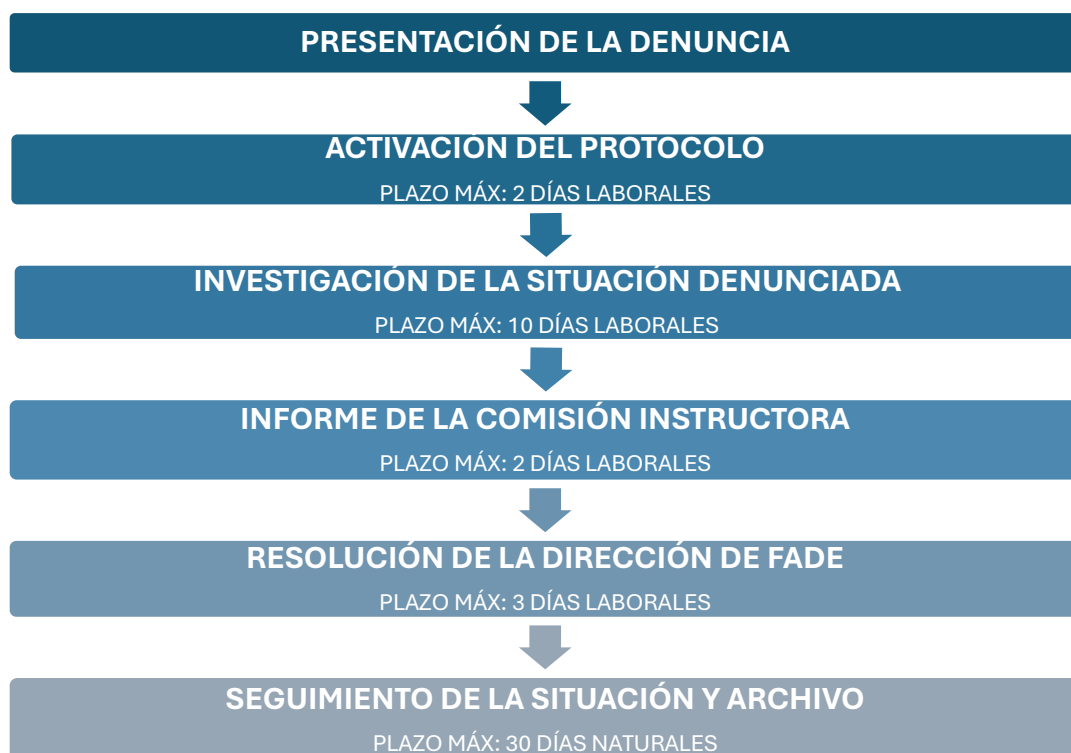 PRESENTACIÓN DE LA DENUNCIA
ACTIVACIÓN DEL PROTOCOLO
PLAZO MÁX: 2 DÍAS LABORALES
INVESTIGACIÓN DE LA SITUACIÓN DENUNCIADA
PLAZO MÁX: 10 DÍAS LABORALES
INFORME DE LA COMISIÓN INSTRUCTORA
PLAZO MÁX: 2 DÍAS LABORALES
RESOLUCIÓN DE LA DIRECCIÓN DE FADE
PLAZO MÁX: 3 DÍAS LABORALES
SEGUIMIENTO DE LA SITUACIÓN Y ARCHIVO
PLAZO MÁX: 30 DÍAS NATURALES